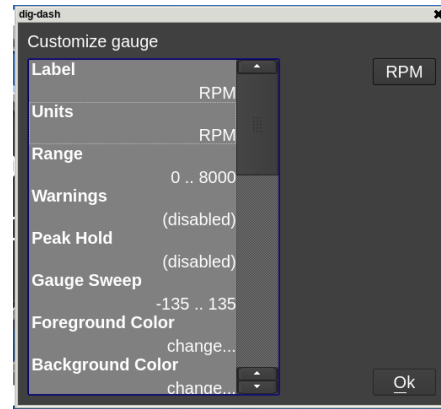 dig-dash
Customize gauge
Label
RPM
Units
RPM
Range
0 .. 8000
Warnings
(disabled)
Peak Hold
(disabled)
Gauge Sweep
-135 .. 135
Foreground Color
change...
Background Color
change...
RPM
Ok